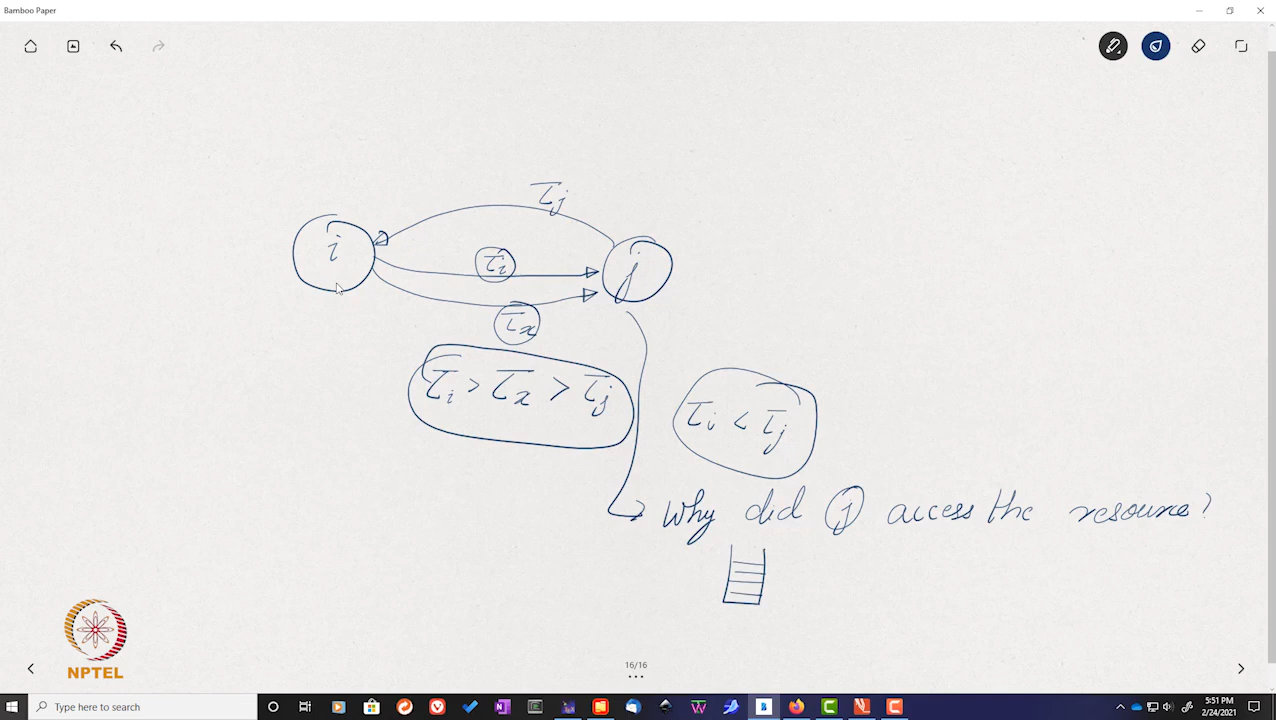 Bamboo Paper
τj
i
τi
j
τx
τi > τx > τj
τi < τj
Why did j access the resource?
NPTEL
16/16
Type here to search
5:51 PM
2/24/2021